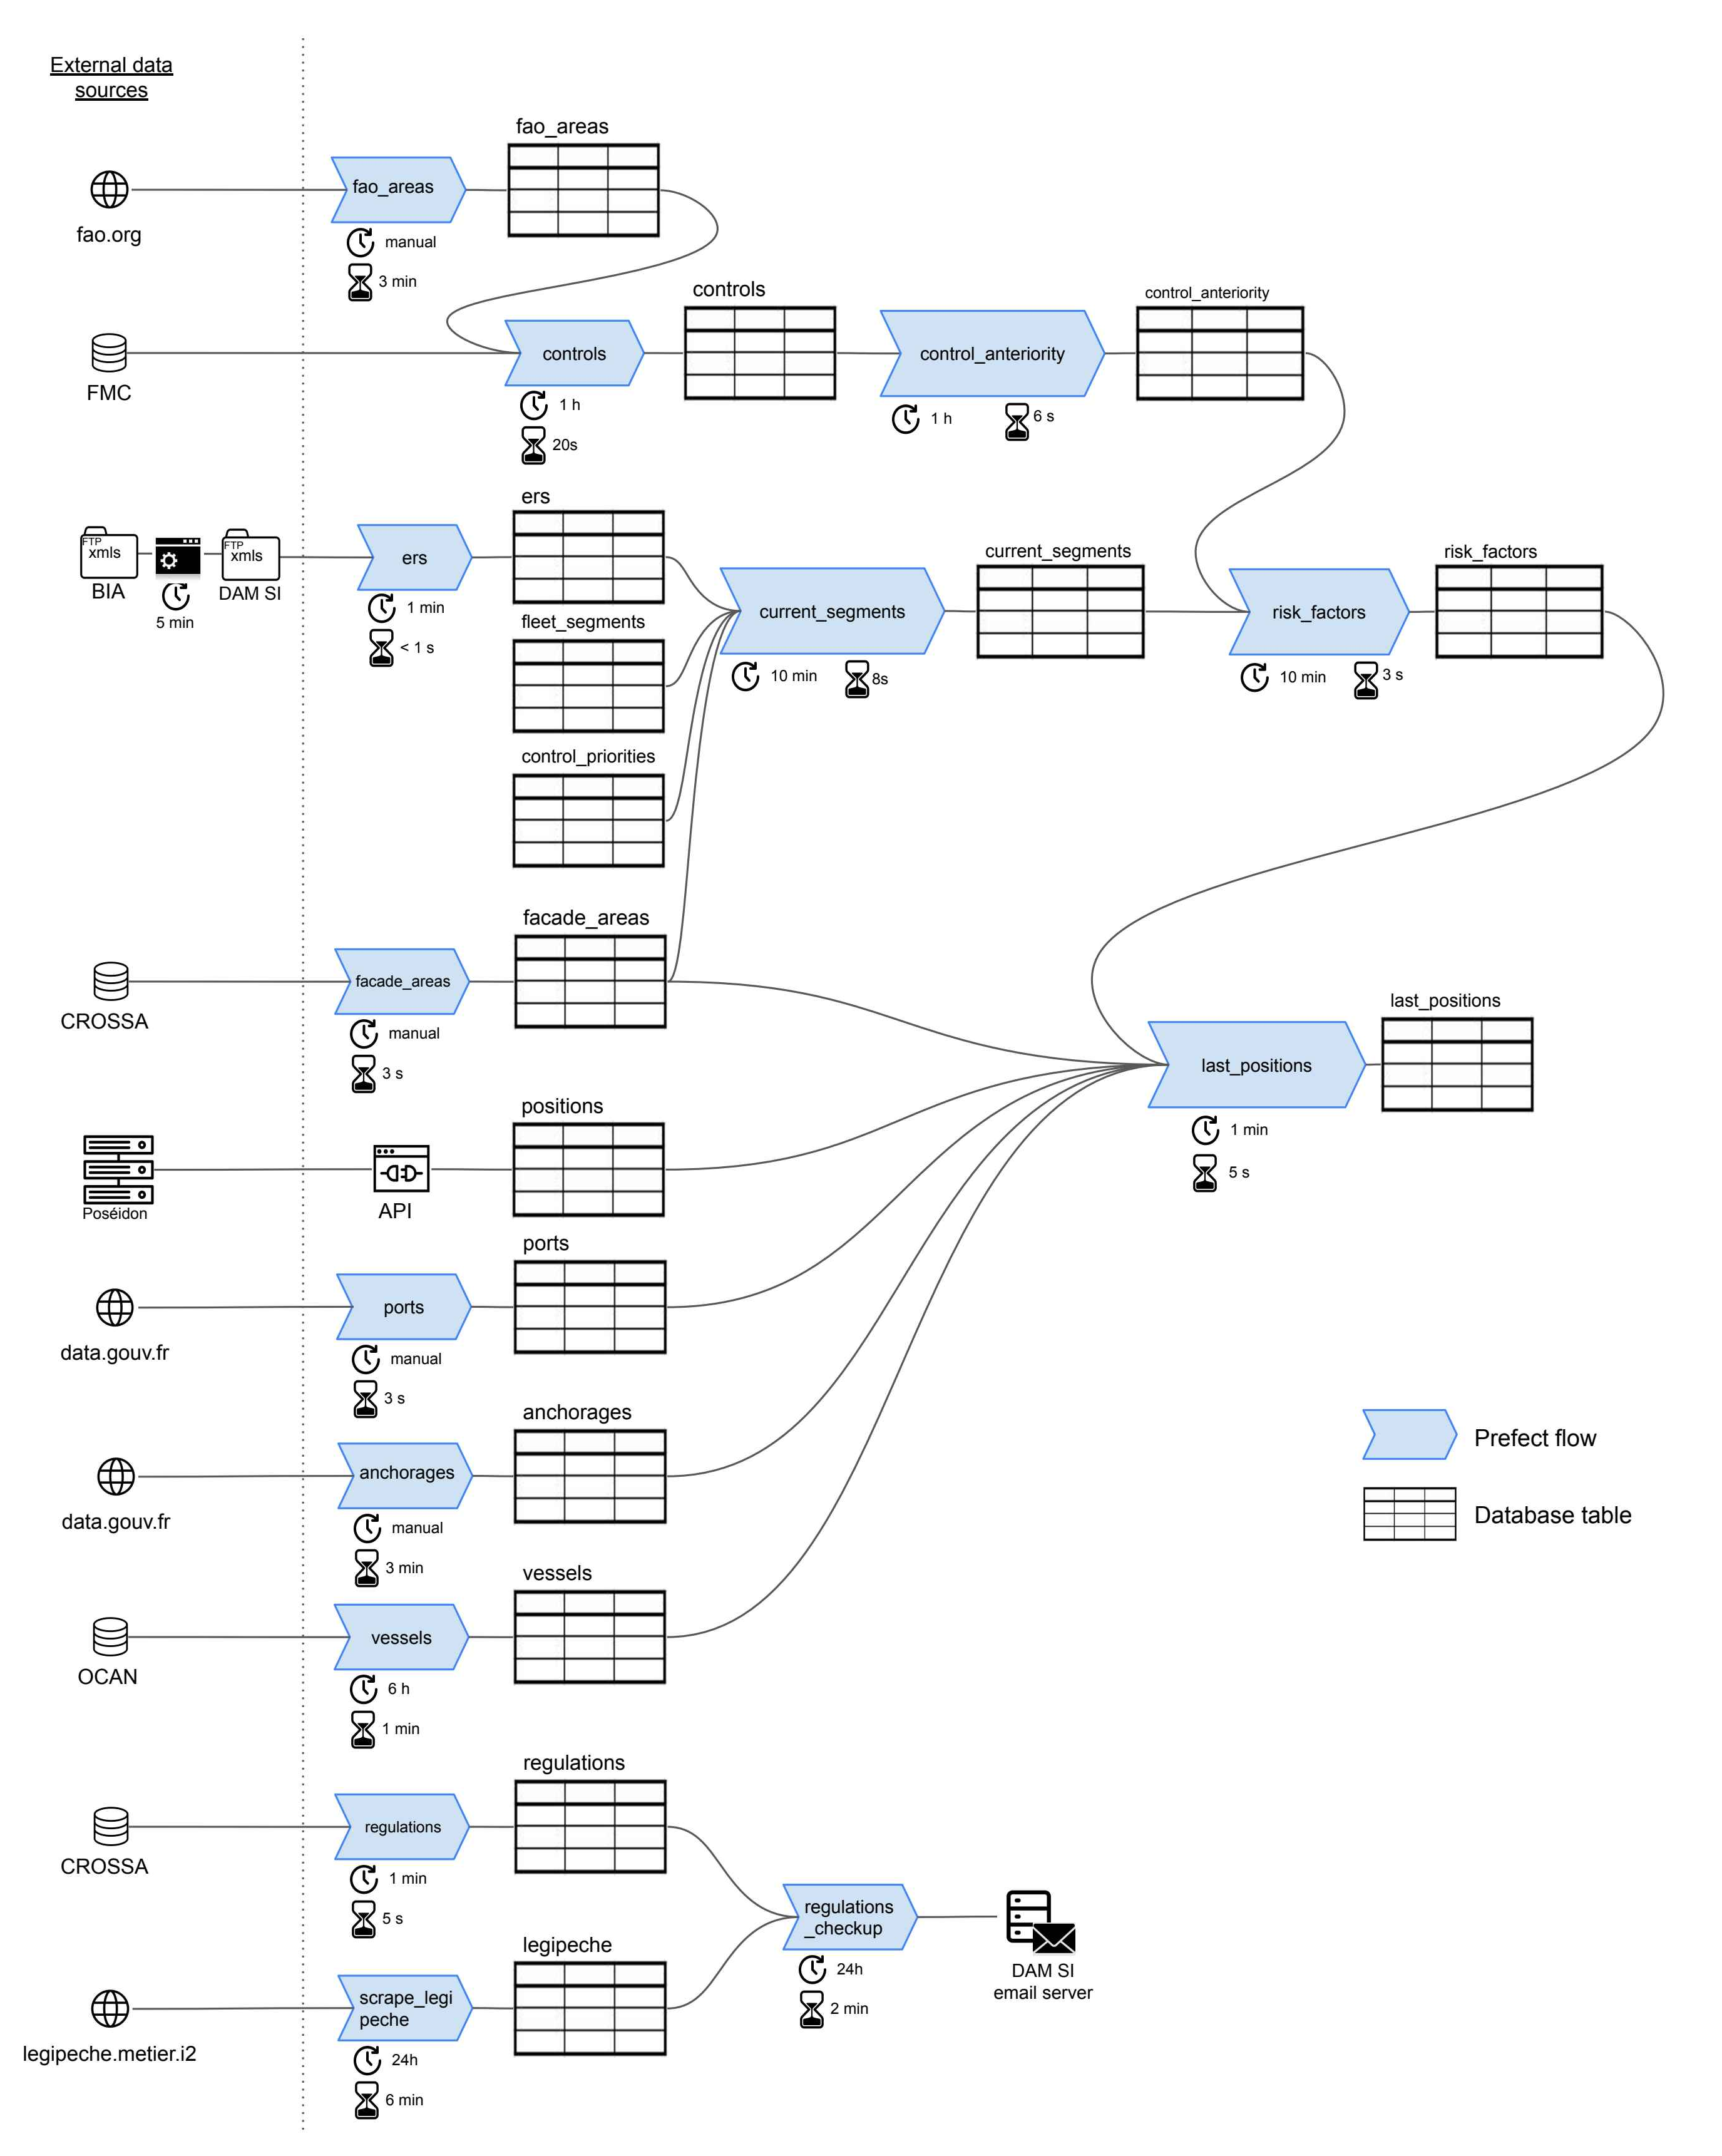 External data
sources
fao_areas
fao_areas
manual
3 min
fao.org
controls
control_anteriority
controls
control_anteriority
FMC
1 h
20s
1 h
6 s
ers
FTP
xmls
BIA
5 min
FTP
xmls
DAM SI
ers
1 min
< 1 s
fleet_segments
current_segments
current_segments
10 min
8s
risk_factors
risk_factors
10 min
3 s
control_priorities
facade_areas
facade_areas
CROSSA
manual
3 s
last_positions
last_positions
1 min
5 s
positions
Poséidon
API
ports
ports
data.gouv.fr
manual
3 s
anchorages
anchorages
data.gouv.fr
manual
3 min
Prefect flow
Database table
vessels
vessels
OCAN
6 h
1 min
regulations
regulations
CROSSA
1 min
5 s
regulations
_checkup
24h
2 min
DAM SI
email server
legipeche
scrape_legi
peche
legipeche.metier.i2
24h
6 min